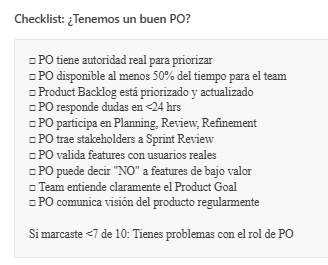 Checklist: ¿Tenemos un buen PO?
□ PO tiene autoridad real para priorizar
□ PO disponible al menos 50% del tiempo para el team
□ Product Backlog está priorizado y actualizado
□ PO responde dudas en <24 hrs
□ PO participa en Planning, Review, Refinement
□ PO trae stakeholders a Sprint Review
□ PO valida features con usuarios reales
□ PO puede decir "NO" a features de bajo valor
□ Team entiende claramente el Product Goal
□ PO comunica visión del producto regularmente
Si marcaste <7 de 10: Tienes problemas con el rol de PO